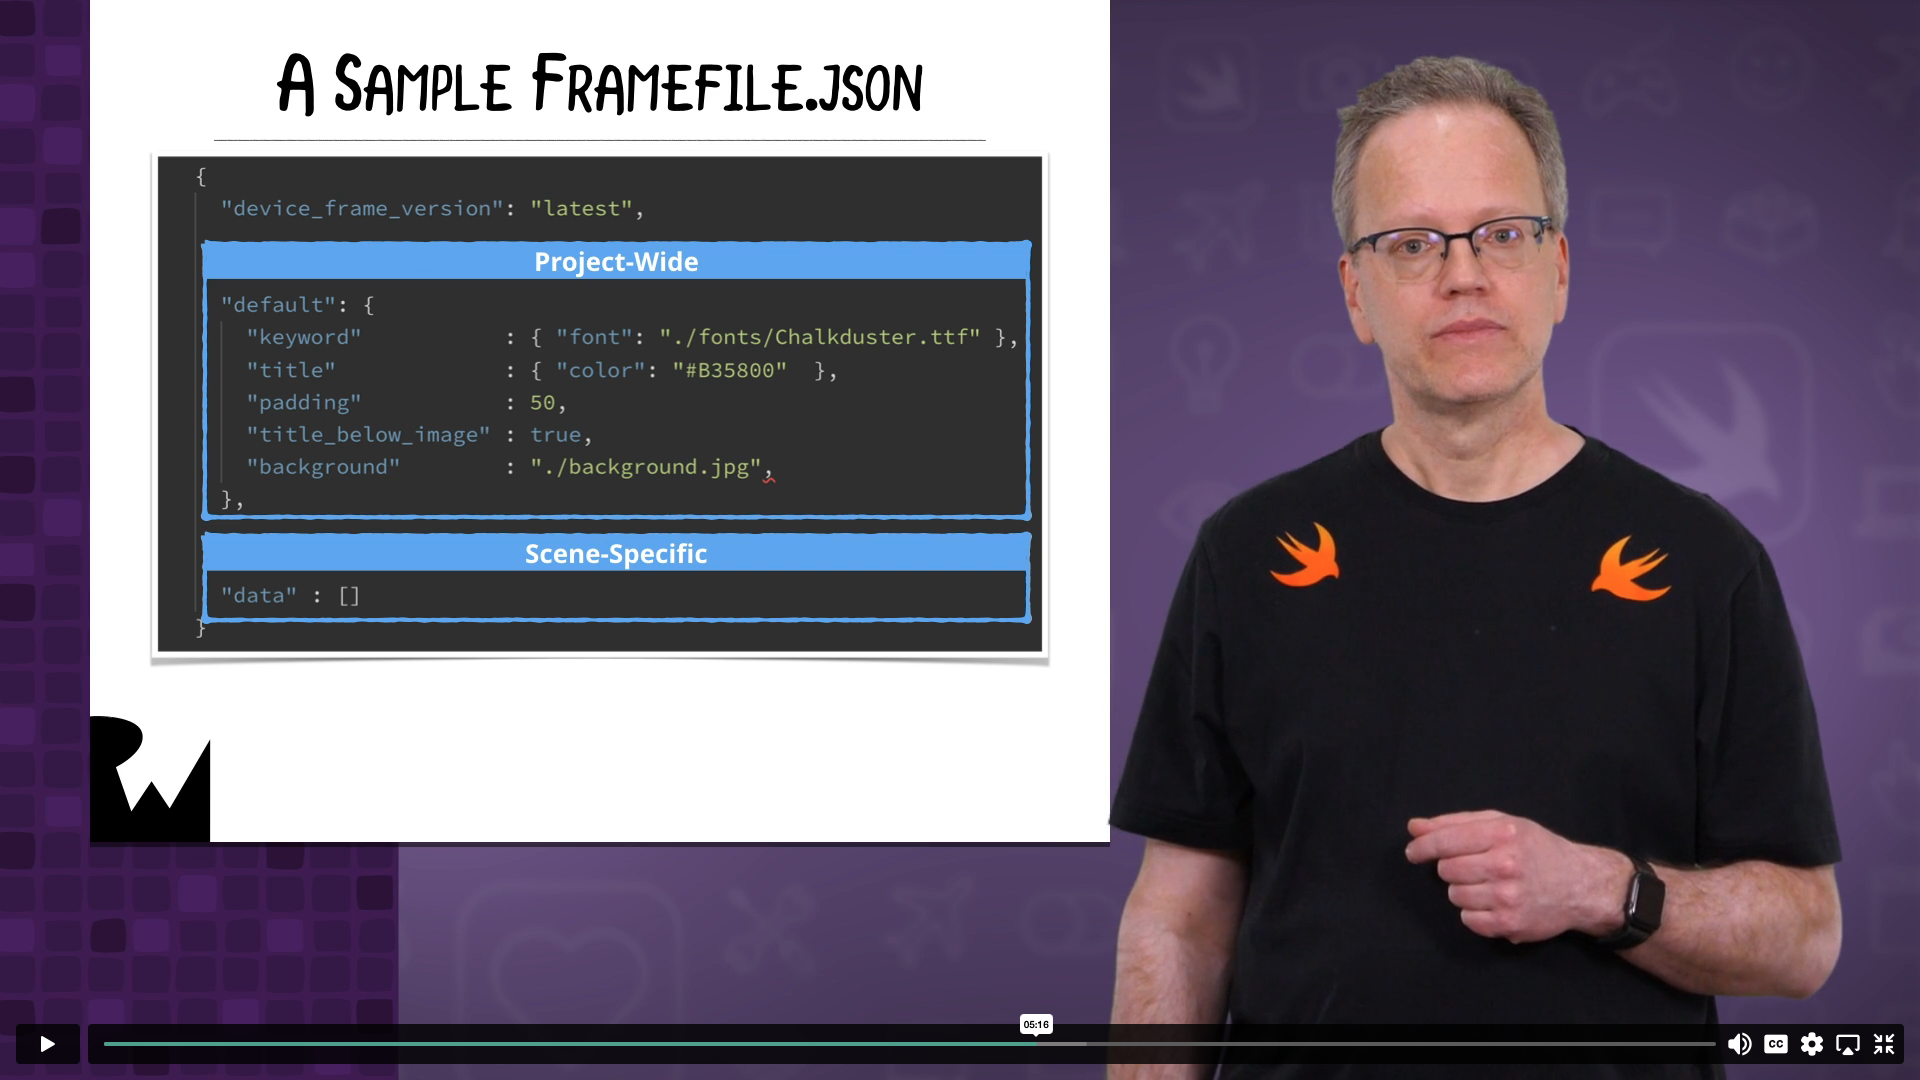 A Sample Framefile.json
{
"device_frame_version": "latest",
Project-Wide
"default": {
"keyword" : { "font": "./fonts/Chalkduster.ttf" },
"title" : { "color": "#B35800" },
"padding" : 50,
"title_below_image" : true,
"background" : "./background.jpg",
},
Scene-Specific
"data" : []
}
RW
05:16
CC